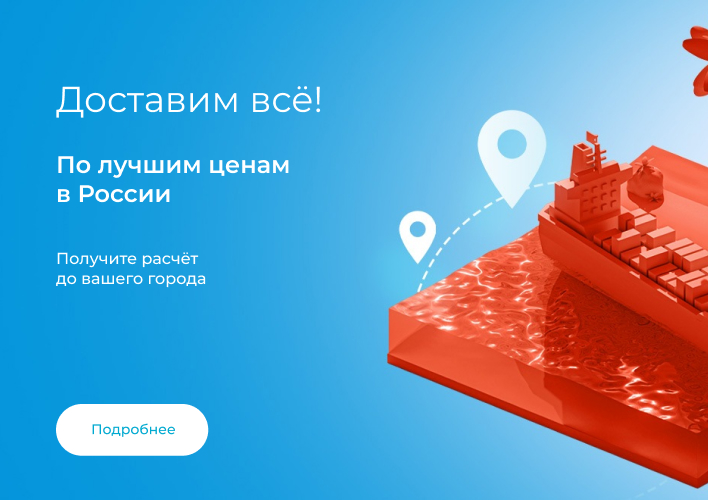 Доставим всё!
По лучшим ценам
в России
Получите расчёт
до вашего города
Подробнее